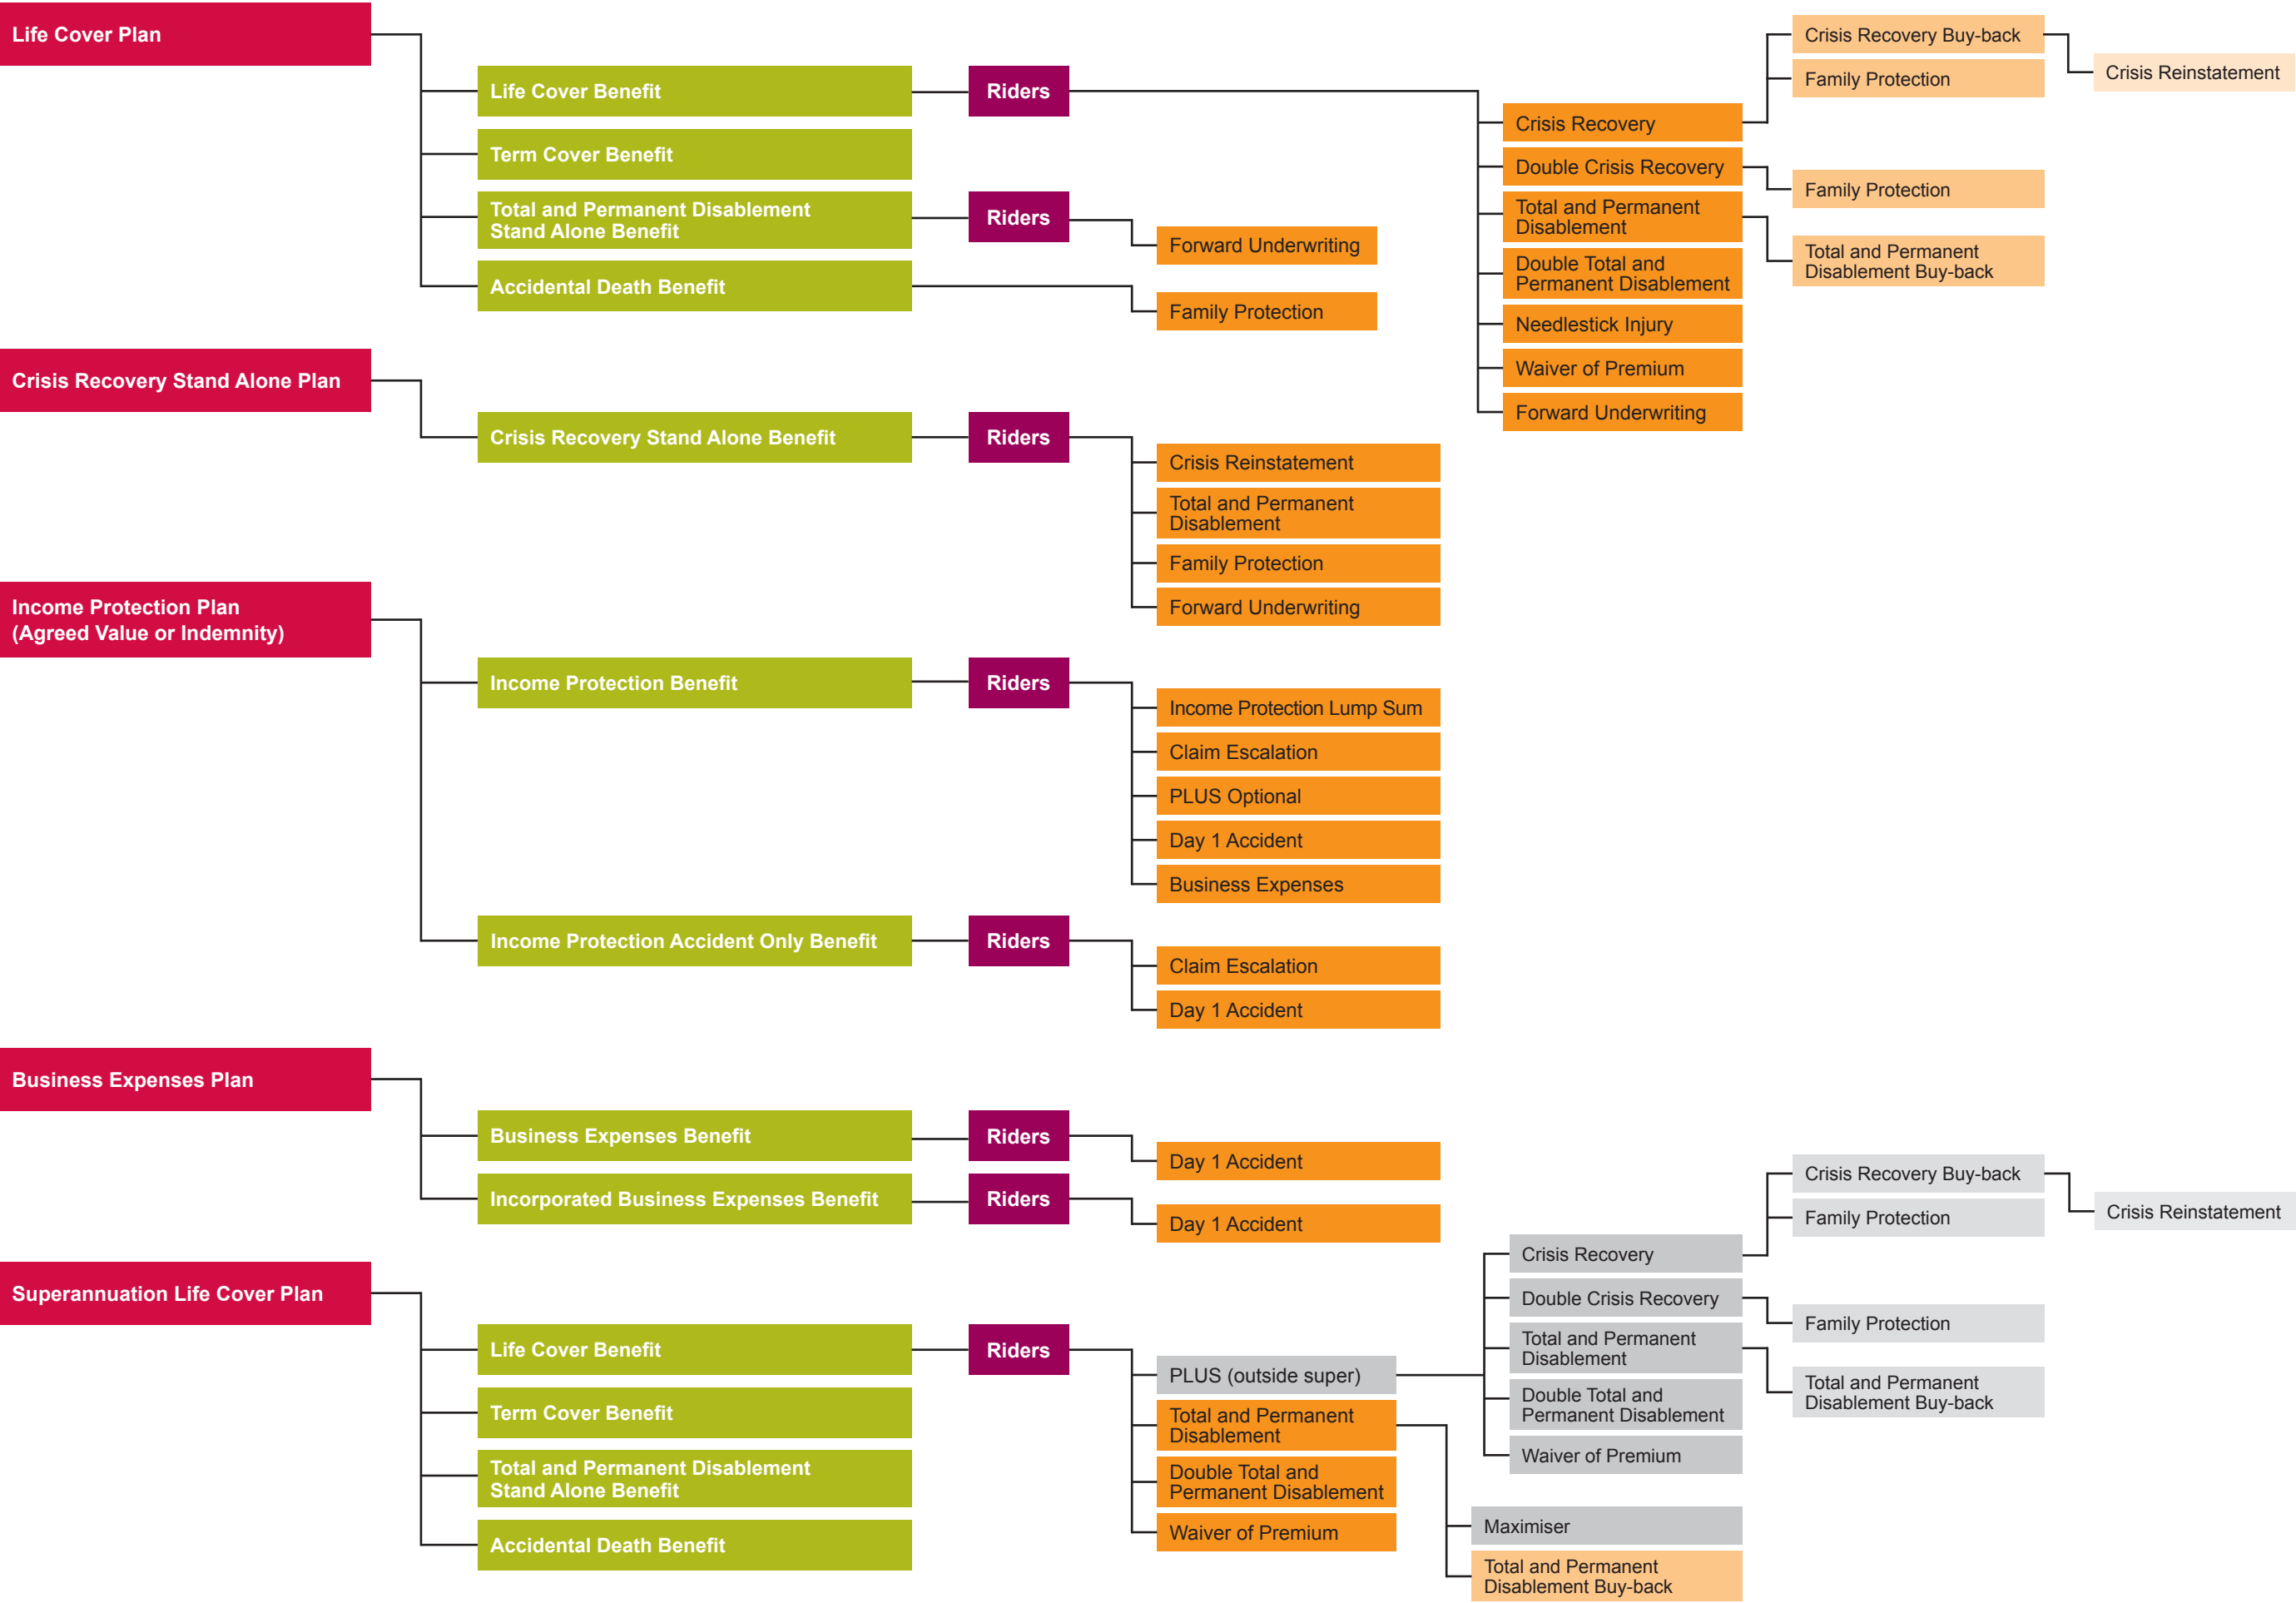 Life Cover Plan
Life Cover Benefit
Riders
Crisis Recovery
Crisis Recovery Buy-back
Crisis Reinstatement
Family Protection
Double Crisis Recovery
Family Protection
Total and Permanent
Disablement
Total and Permanent
Disablement Buy-back
Double Total and
Permanent Disablement
Needlestick Injury
Waiver of Premium
Forward Underwriting
Term Cover Benefit
Total and Permanent Disablement
Stand Alone Benefit
Riders
Forward Underwriting
Accidental Death Benefit
Family Protection
Crisis Recovery Stand Alone Plan
Crisis Recovery Stand Alone Benefit
Riders
Crisis Reinstatement
Total and Permanent
Disablement
Family Protection
Forward Underwriting
Income Protection Plan
(Agreed Value or Indemnity)
Income Protection Benefit
Riders
Income Protection Lump Sum
Claim Escalation
PLUS Optional
Day 1 Accident
Business Expenses
Income Protection Accident Only Benefit
Riders
Claim Escalation
Day 1 Accident
Business Expenses Plan
Business Expenses Benefit
Riders
Day 1 Accident
Incorporated Business Expenses Benefit
Riders
Day 1 Accident
Superannuation Life Cover Plan
Life Cover Benefit
Riders
PLUS (outside super)
Crisis Recovery
Crisis Recovery Buy-back
Crisis Reinstatement
Family Protection
Double Crisis Recovery
Family Protection
Total and Permanent
Disablement
Total and Permanent
Disablement Buy-back
Double Total and
Permanent Disablement
Waiver of Premium
Total and Permanent
Disablement
Maximiser
Total and Permanent
Disablement Buy-back
Double Total and
Permanent Disablement
Waiver of Premium
Term Cover Benefit
Total and Permanent Disablement
Stand Alone Benefit
Accidental Death Benefit